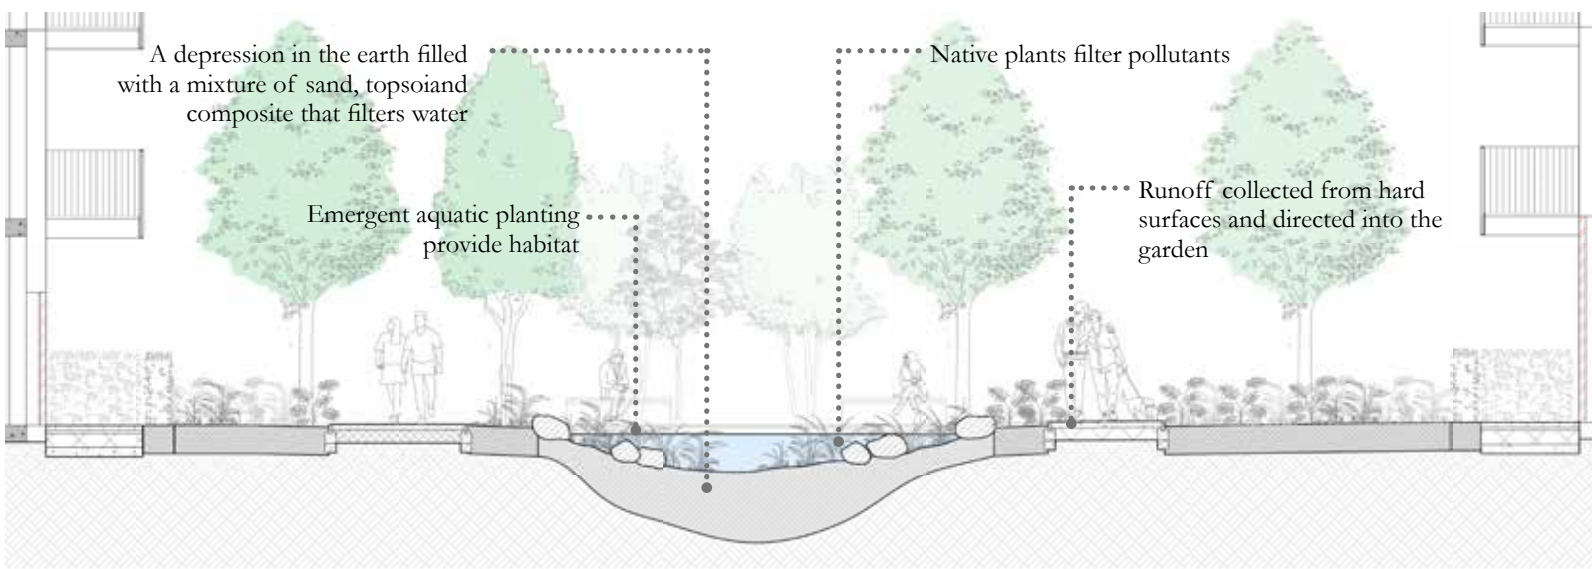 A depression in the earth filled
with a mixture of sand, topsoiand
composite that filters water
Native plants filter pollutants
Emergent aquatic planting
provide habitat
Runoff collected from hard
surfaces and directed into the
garden